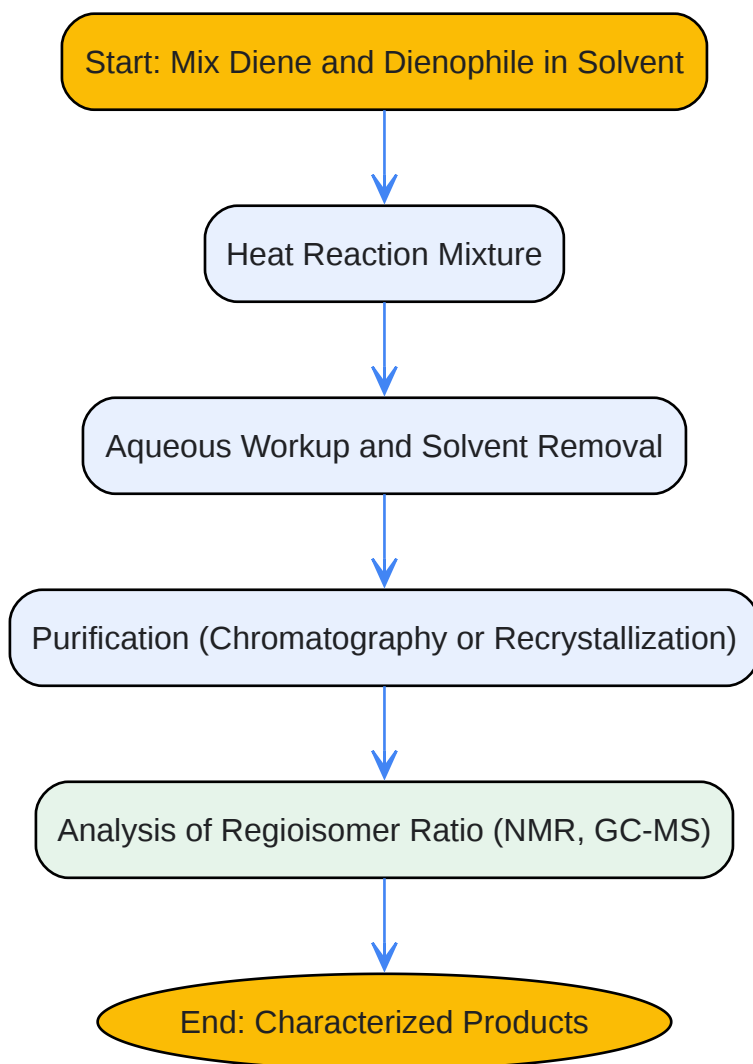 Start: Mix Diene and Dienophile in Solvent
Heat Reaction Mixture
Aqueous Workup and Solvent Removal
Purification (Chromatography or Recrystallization)
Analysis of Regioisomer Ratio (NMR, GC-MS)
End: Characterized Products